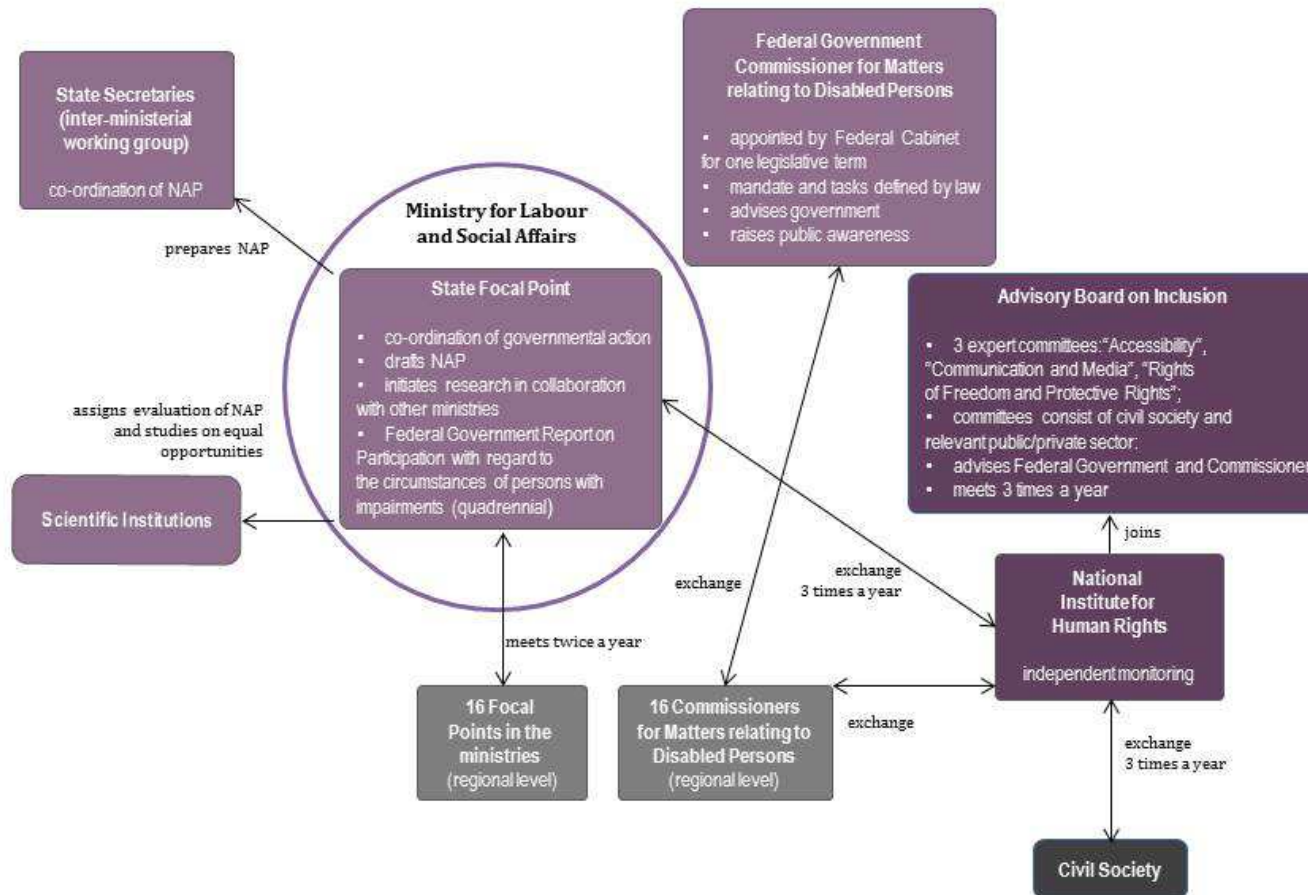 Federal Government
Commissioner for Matters
relating to Disabled Persons
• appointed by Federal Cabinet
for one legislative term
• mandate and tasks defined by law
• advises government
• raises public awareness
State Secretaries
(inter-ministerial
working group)
co-ordination of NAP
prepares NAP
Ministry for Labour
and Social Affairs
State Focal Point
• co-ordination of governmental action
• drafts NAP
• initiates research in collaboration
with other ministries
• Federal Government Report on
Participation with regard to
the circumstances of persons with
impairments (quadrennial)
Advisory Board on Inclusion
• 3 expert committees:“Accessibility”,
“Communication and Media”, “Rights
of Freedom and Protective Rights”;
• committees consist of civil society and
relevant public/private sector:
• advises Federal Government and Commissioner
• meets 3 times a year
assigns evaluation of NAP
and studies on equal
opportunities
Scientific Institutions
joins
exchange
exchange
3 times a year
National
Institute for
Human Rights
independent monitoring
meets twice a year
16 Focal
Points in the
ministries
(regional level)
16 Commissioners
for Matters relating to
Disabled Persons
(regional level)
exchange
exchange
3 times a year
Civil Society